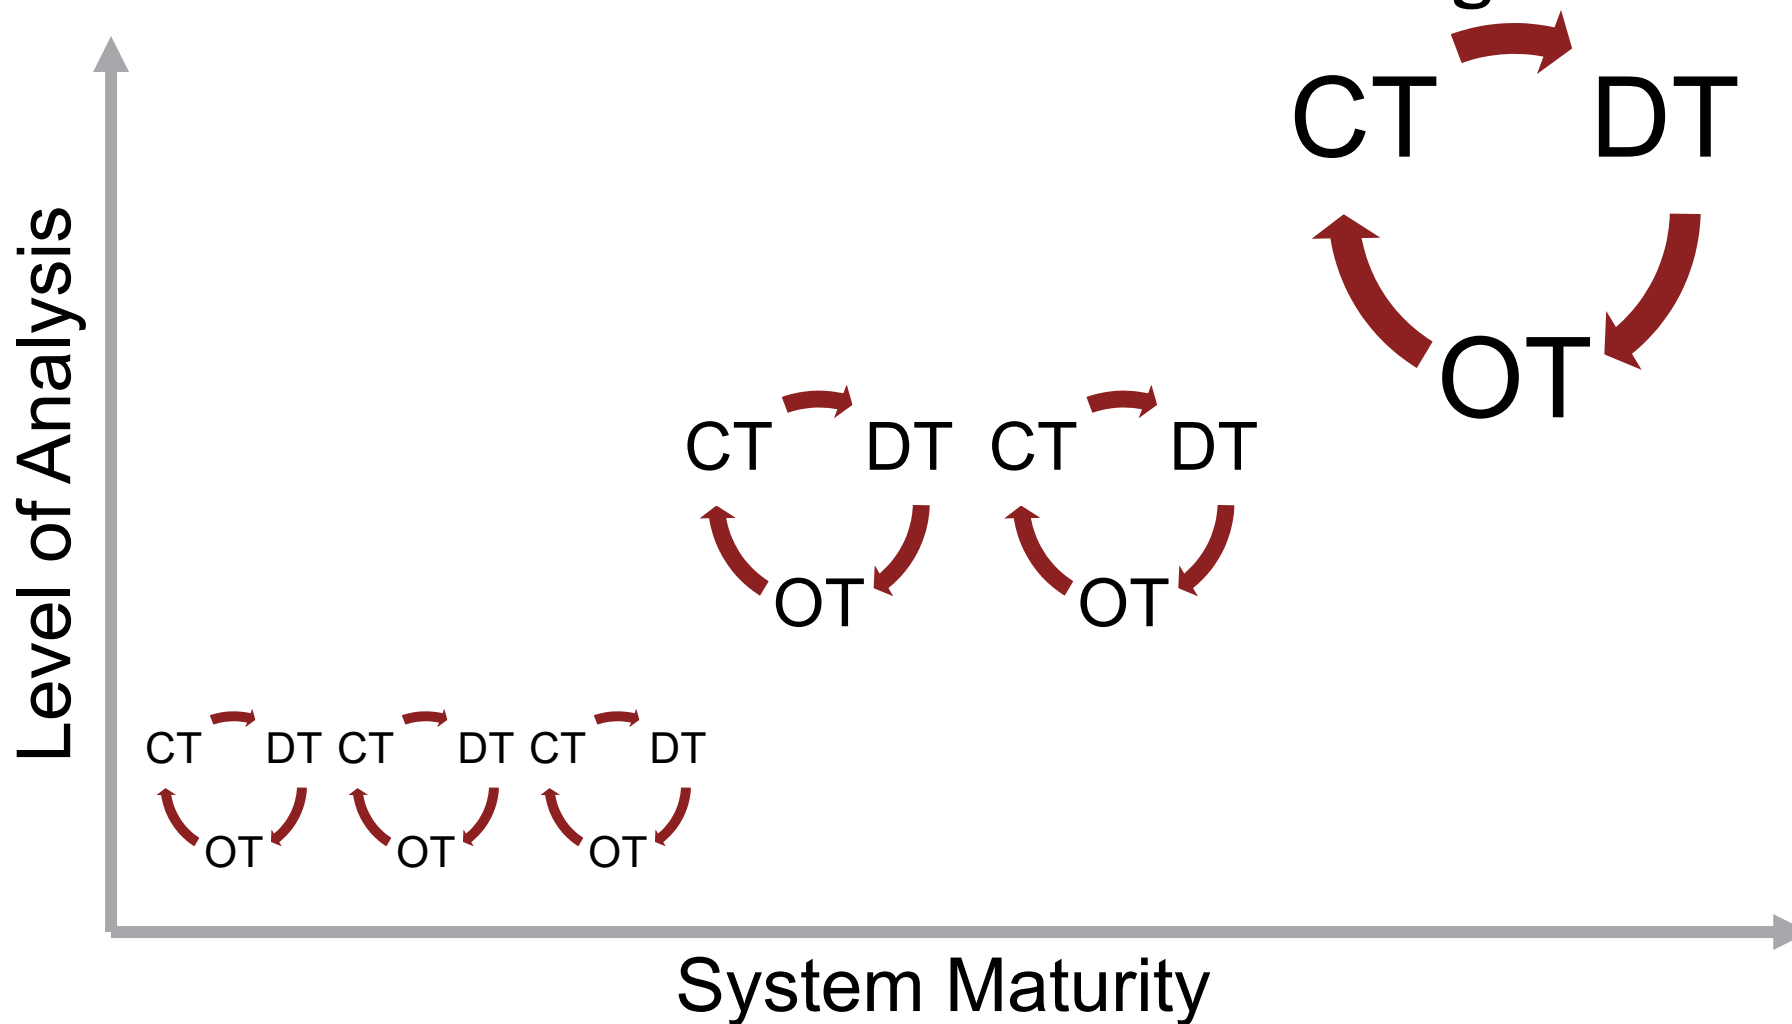 CT DT
OT
CT DT CT DT
OT OT
CT DT CT DT CT DT
OT OT OT
Level of Analysis
System Maturity